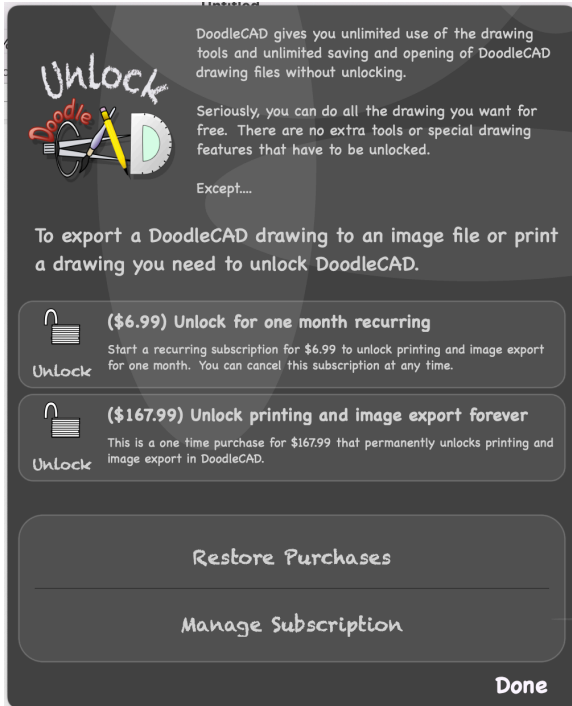 Untitled
DoodleCAD gives you unlimited use of the drawing
tools and unlimited saving and opening of DoodleCAD
drawing files without unlocking.
Seriously, you can do all the drawing you want for
free. There are no extra tools or special drawing
features that have to be unlocked.
Except....
Unlock
Doodle
CAD
To export a DoodleCAD drawing to an image file or print
a drawing you need to unlock DoodleCAD.
($6.99) Unlock for one month recurring
Start a recurring subscription for $6.99 to unlock printing and image export
for one month. You can cancel this subscription at any time.
Unlock
($167.99) Unlock printing and image export forever
This is a one time purchase for $167.99 that permanently unlocks printing and
image export in DoodleCAD.
Unlock
Restore Purchases
Manage Subscription
Done